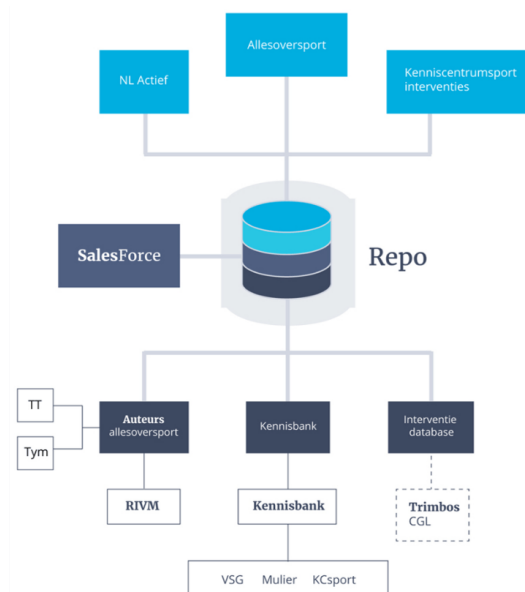 Allesoversport
NL Actief
Kenniscentrumsport
interventies
SalesForce
Repo
TT
Tym
Auteurs
allesoversport
Kennisbank
Interventie
database
RIVM
Kennisbank
Trimbos
CGL
VSG Mulier KCsport